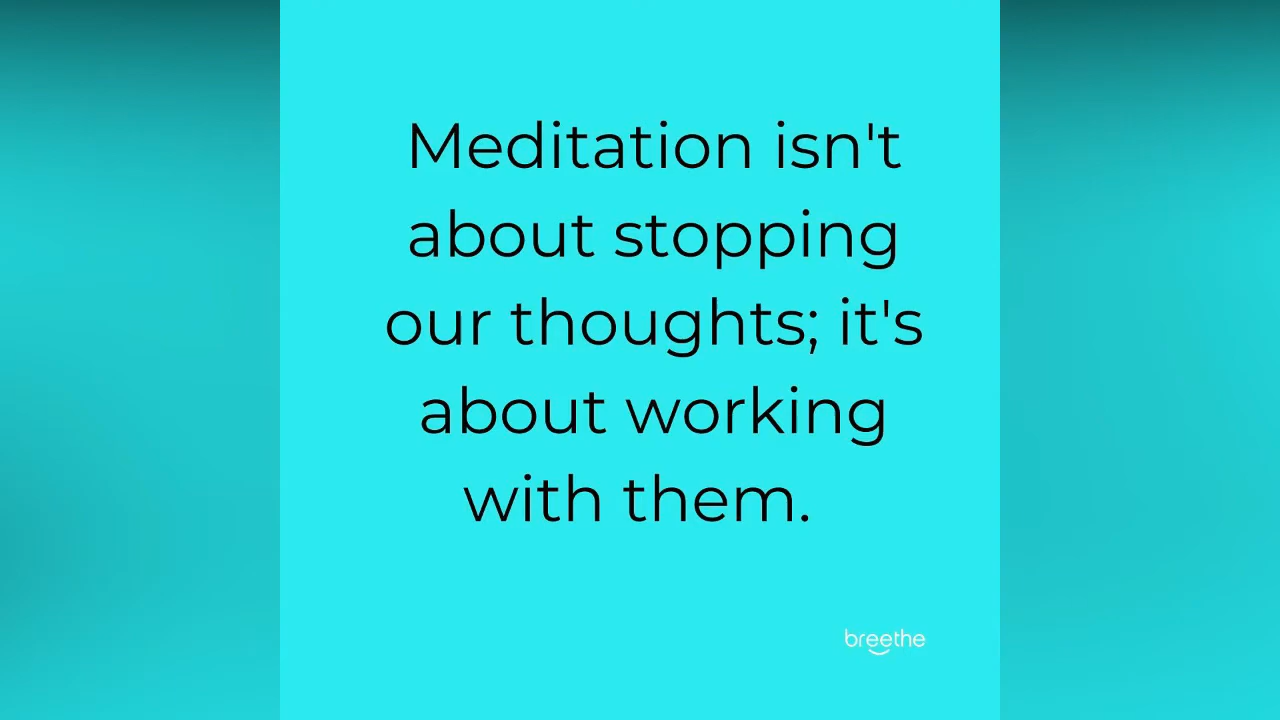 Meditation isn't
about stopping
our thoughts; it's
about working
with them.
breethe